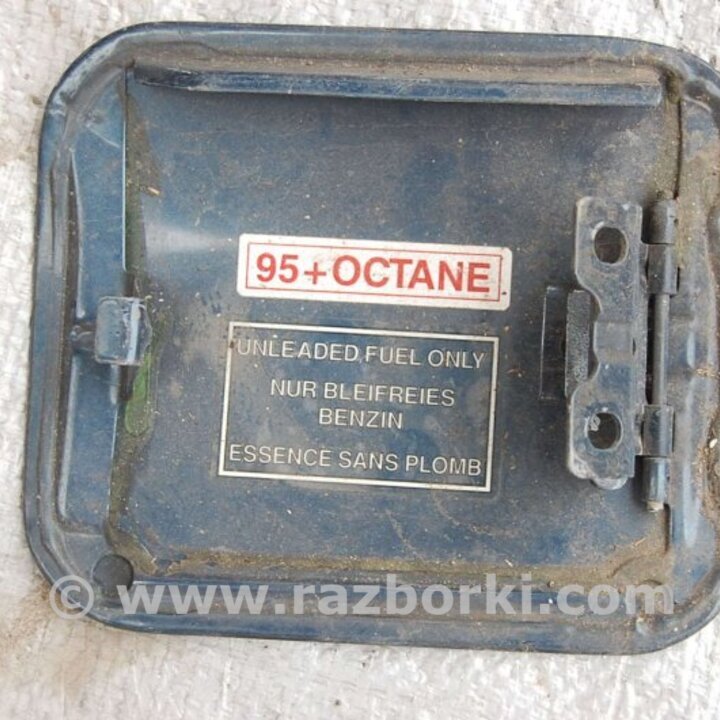 95+OCTANE
UNLEADED FUEL ONLY
NUR BLEIFREIES
BENZIN
ESSENCE SANS PLOMB
© www.razborki.com